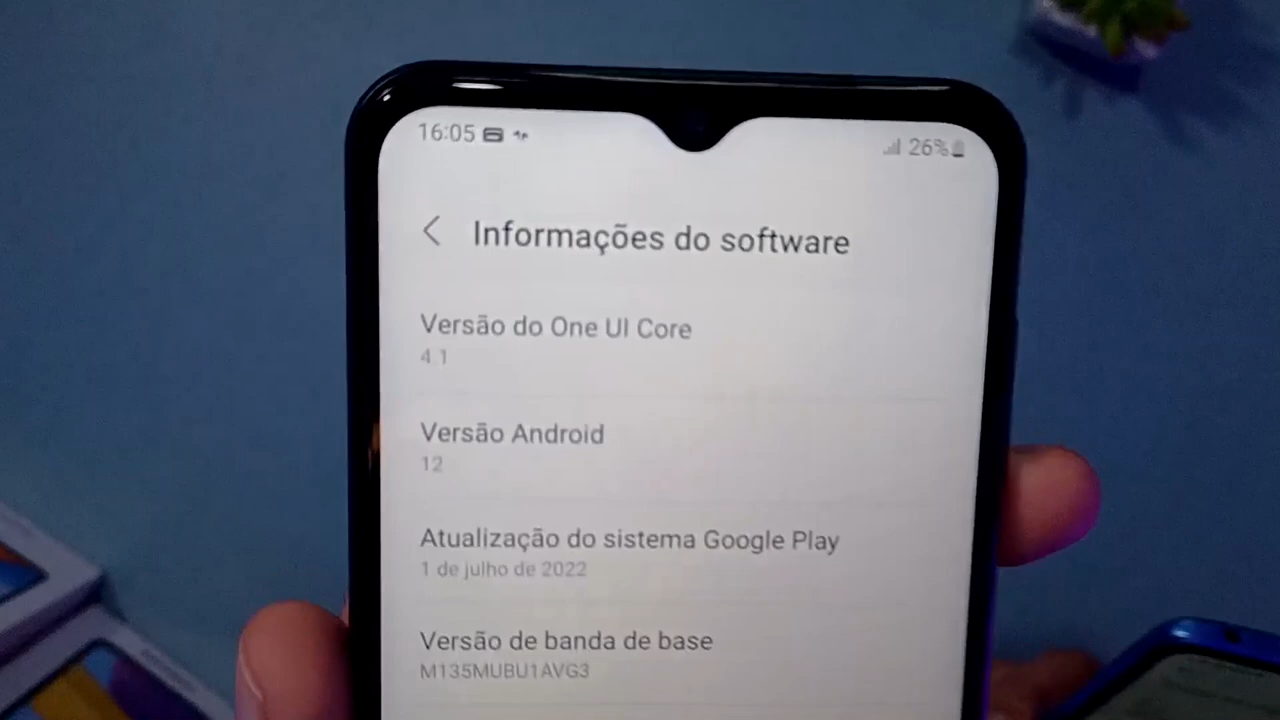 16:05
26%
Informações do software
Versão do One UI Core
4.1
Versão Android
12
Atualização do sistema Google Play
1 de julho de 2022
Versão de banda de base
M135MUBU1AVG3